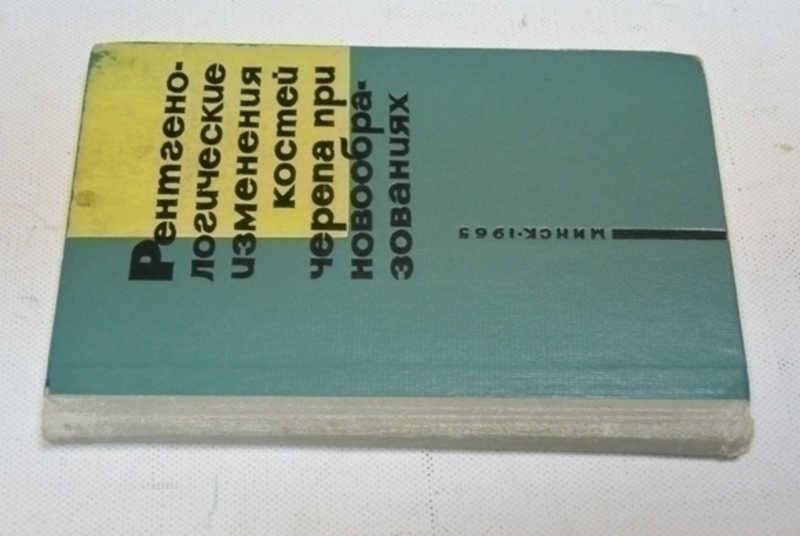 Рентгено-
логические
изменения
костей
черепа при
новообра-
зованиях
МИНСК·1965